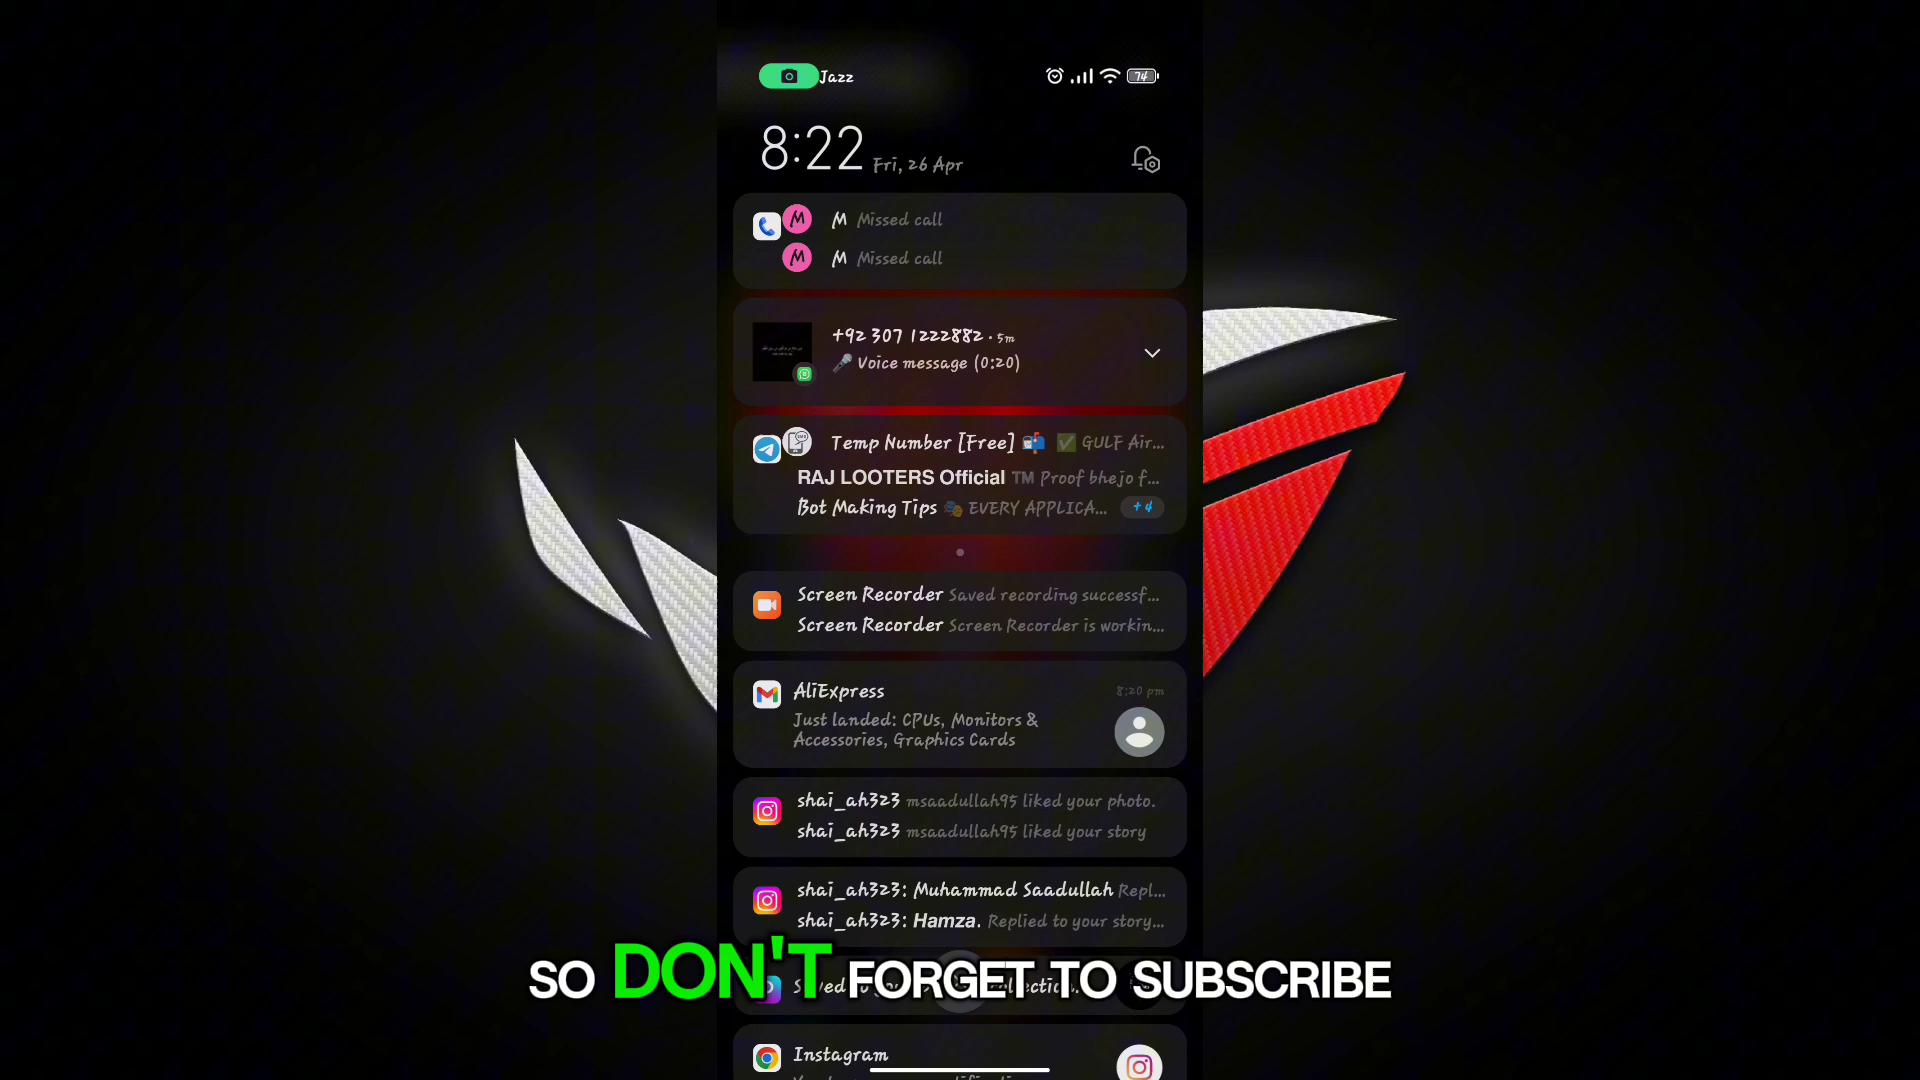 Jazz
74
8:22 Fri, 26 Apr
M M Missed call
M M Missed call
+92 307 1222882 · 5m
🎤 Voice message (0:20)
Temp Number [Free] 📬 ✅ GULF Air...
RAJ LOOTERS Official ™ Proof bhejo f...
Bot Making Tips 🎭 EVERY APPLICA... +4
Screen Recorder Saved recording successf...
Screen Recorder Screen Recorder is workin...
AliExpress 8:20 pm
Just landed: CPUs, Monitors &
Accessories, Graphics Cards
shai_ah323 msaadullah95 liked your photo.
shai_ah323 msaadullah95 liked your story
shai_ah323: Muhammad Saadullah Repl...
shai_ah323: Hamza. Replied to your story...
SO DON'T FORGET TO SUBSCRIBE
Instagram